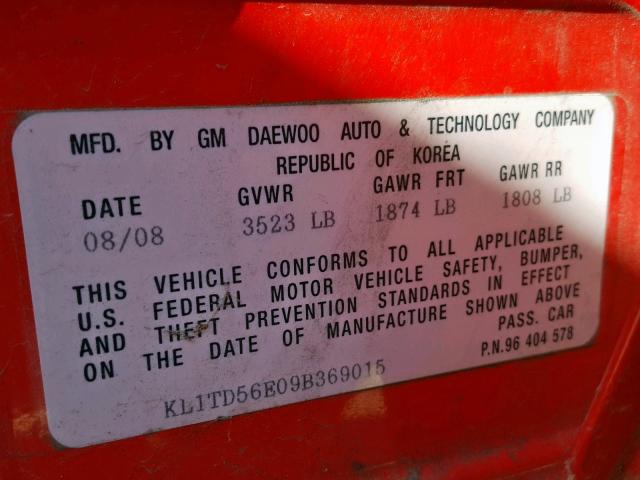 MFD. BY GM DAEWOO AUTO & TECHNOLOGY COMPANY
REPUBLIC OF KOREA
DATE GVWR GAWR FRT GAWR RR
08/08 3523 LB 1874 LB 1808 LB
THIS VEHICLE CONFORMS TO ALL APPLICABLE
U.S. FEDERAL MOTOR VEHICLE SAFETY, BUMPER,
AND THEFT PREVENTION STANDARDS IN EFFECT
ON THE DATE OF MANUFACTURE SHOWN ABOVE
PASS. CAR
P.N.96 404 578
KL1TD56E09B369015